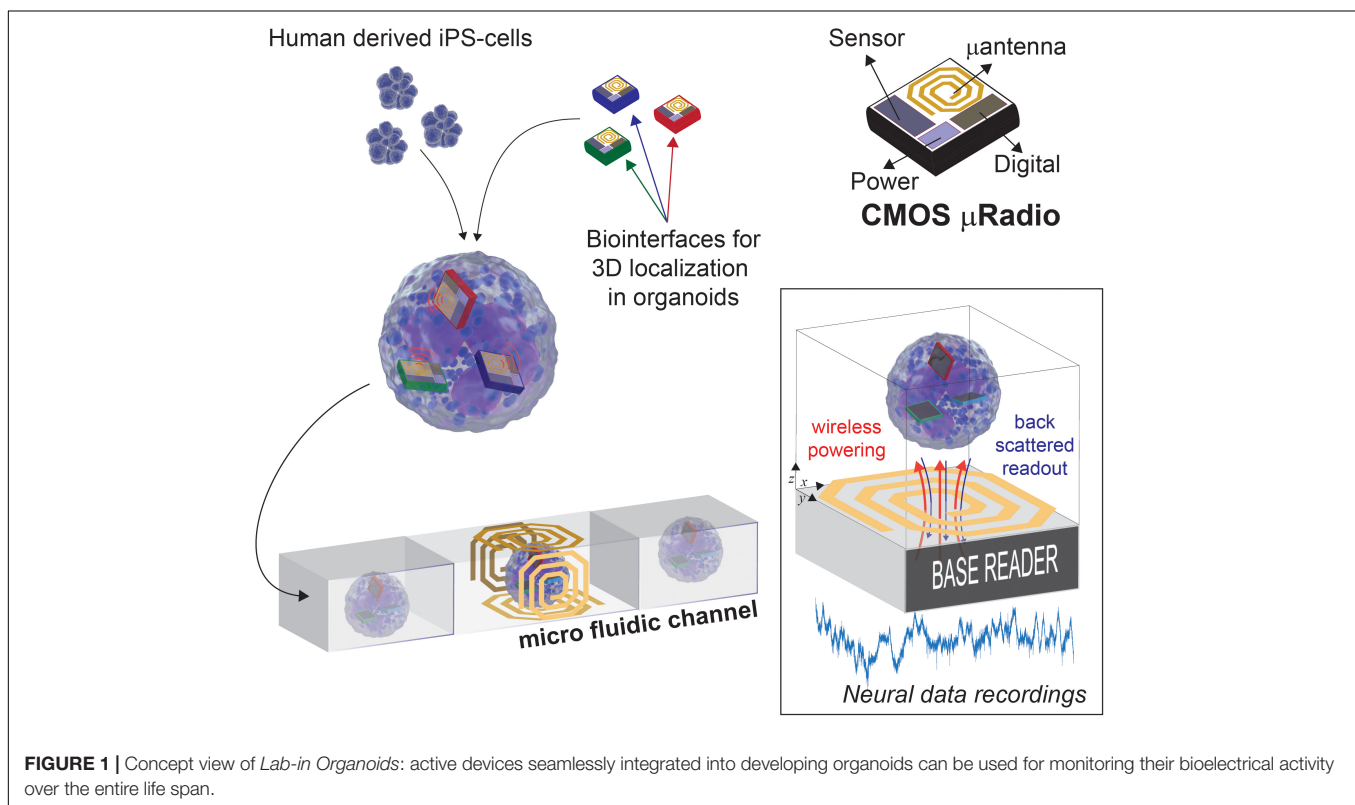 Human derived iPS-cells
Sensor
μantenna
Power
Digital
CMOS μRadio
Biointerfaces for
3D localization
in organoids
wireless
powering
back
scattered
readout
z
x
y
BASE READER
Neural data recordings
micro fluidic channel
FIGURE 1 | Concept view of Lab-in Organoids: active devices seamlessly integrated into developing organoids can be used for monitoring their bioelectrical activity
over the entire life span.